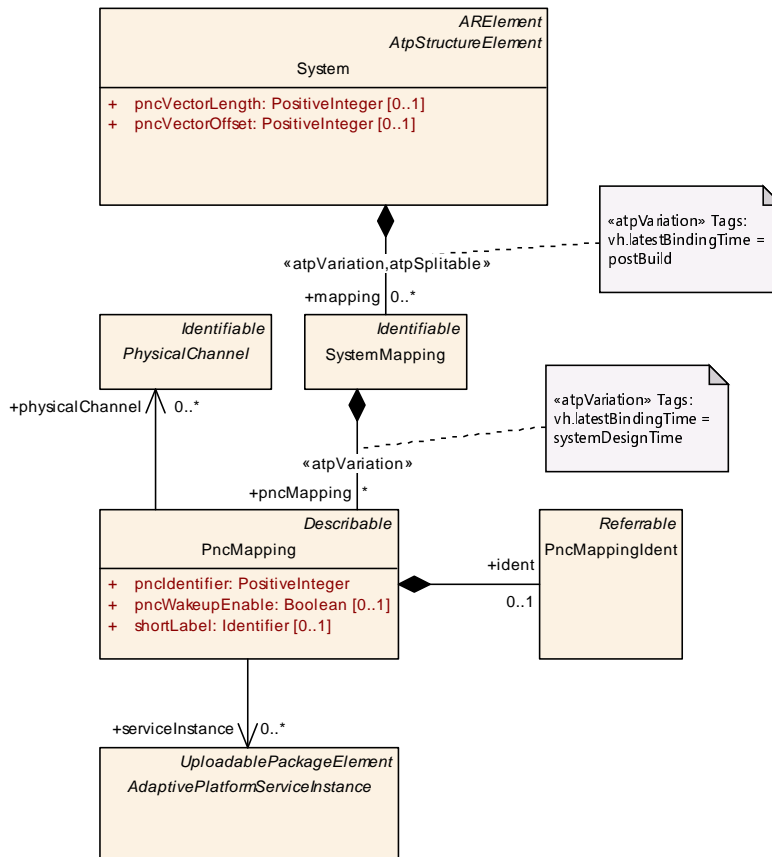 ARElement
AtpStructureElement
System
+ pncVectorLength: PositiveInteger [0..1]
+ pncVectorOffset: PositiveInteger [0..1]
«atpVariation» Tags:
vh.latestBindingTime =
postBuild
«atpVariation,atpSplitable»
+mapping 0..*
Identifiable
PhysicalChannel
Identifiable
SystemMapping
«atpVariation» Tags:
vh.latestBindingTime =
systemDesignTime
+physicalChannel 0..*
«atpVariation»
+pncMapping *
Describable
PncMapping
+ pncIdentifier: PositiveInteger
+ pncWakeupEnable: Boolean [0..1]
+ shortLabel: Identifier [0..1]
+ident
0..1
Referrable
PncMappingIdent
+serviceInstance 0..*
UploadablePackageElement
AdaptivePlatformServiceInstance